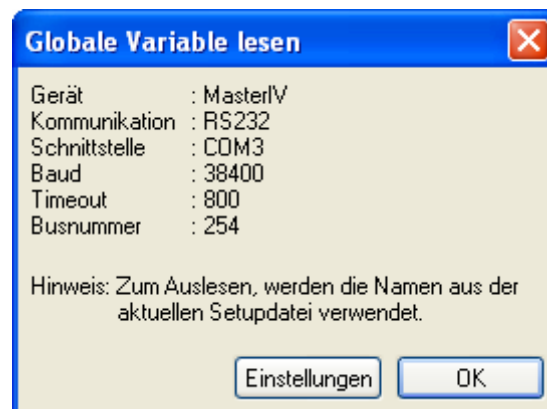 Globale Variable lesen
Gerät : MasterIV
Kommunikation : RS232
Schnittstelle : COM3
Baud : 38400
Timeout : 800
Busnummer : 254
Hinweis: Zum Auslesen, werden die Namen aus der
aktuellen Setupdatei verwendet.
Einstellungen OK